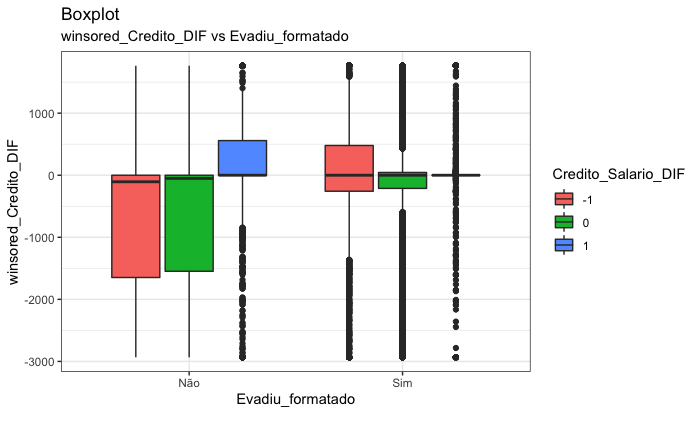 Boxplot
winsored_Credito_DIF vs Evadiu_formatado
winsored_Credito_DIF
1000
0
-1000
-2000
-3000
Não
Sim
Evadiu_formatado
Credito_Salario_DIF
-1
0
1